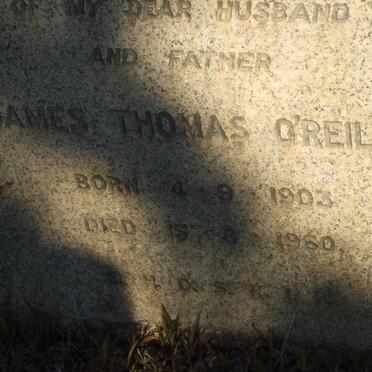 OF MY DEAR HUSBAND
AND FATHER
JAMES THOMAS O'REIL
BORN 4 9 1903
DIED 15 8 1960,